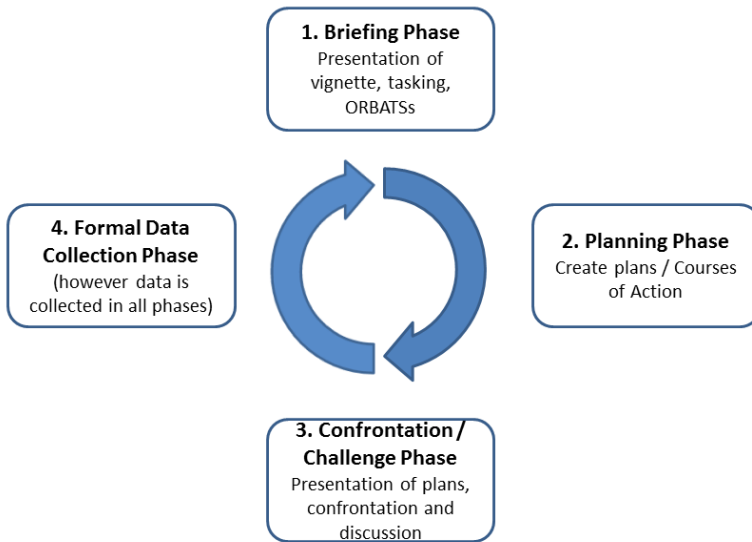 1. Briefing Phase
Presentation of
vignette, tasking,
ORBATSs
2. Planning Phase
Create plans / Courses
of Action
3. Confrontation /
Challenge Phase
Presentation of plans,
confrontation and
discussion
4. Formal Data
Collection Phase
(however data is
collected in all phases)